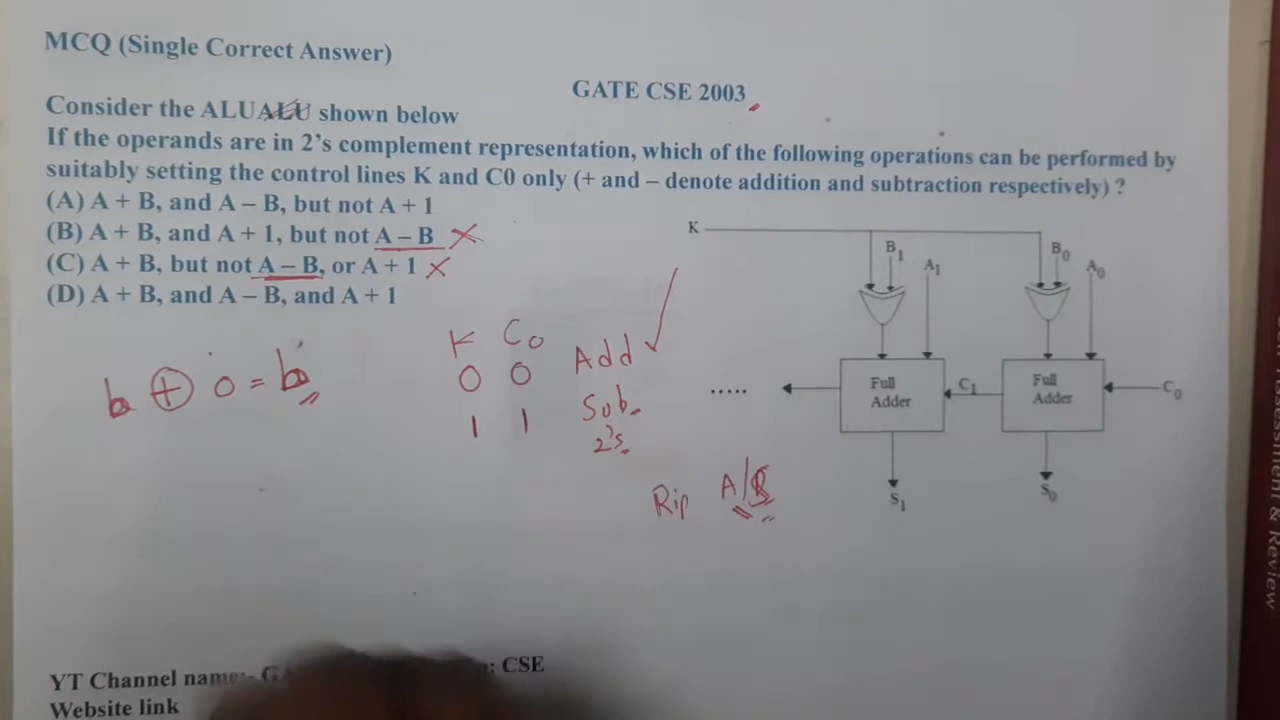 MCQ (Single Correct Answer)
GATE CSE 2003
Consider the ALUALU shown below
If the operands are in 2's complement representation, which of the following operations can be performed by
suitably setting the control lines K and C0 only (+ and – denote addition and subtraction respectively) ?
(A) A + B, and A – B, but not A + 1
(B) A + B, and A + 1, but not A – B
(C) A + B, but not A – B, or A + 1
(D) A + B, and A – B, and A + 1
K
B1
A1
B0
A0
K C0
0 0 Add
1 1 Sub
2's
b ⊕ 0 = b
.....
Full
Adder
C1
Full
Adder
C0
S1
S0
Rip A/S
YT Channel name:- G
CSE
Website link
Assessment & Review